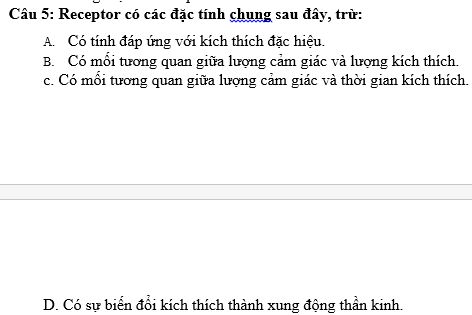 Câu 5: Receptor có các đặc tính chung sau đây, trừ:
A. Có tính đáp ứng với kích thích đặc hiệu.
B. Có mối tương quan giữa lượng cảm giác và lượng kích thích.
C. Có mối tương quan giữa lượng cảm giác và thời gian kích thích.
D. Có sự biến đổi kích thích thành xung động thần kinh.